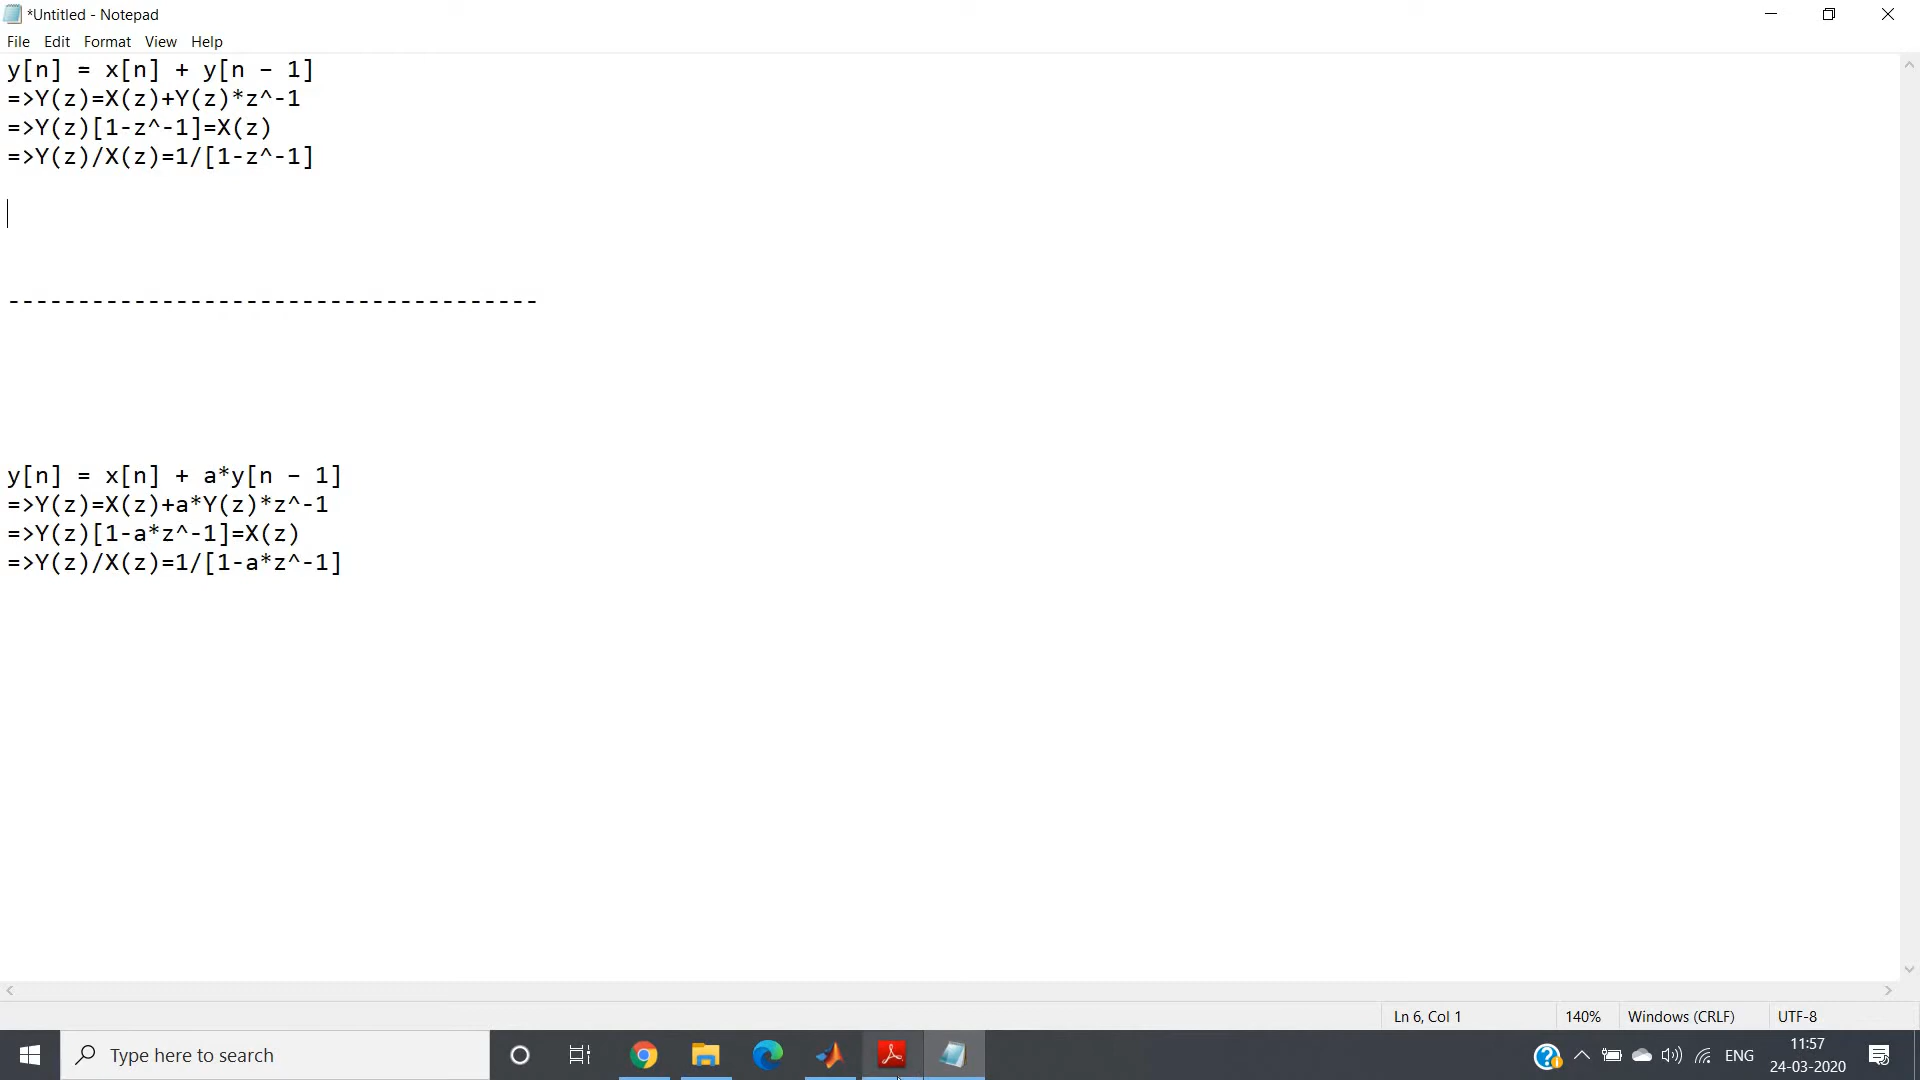 *Untitled - Notepad
File Edit Format View Help
y[n] = x[n] + y[n − 1]
=>Y(z)=X(z)+Y(z)*z^-1
=>Y(z)[1-z^-1]=X(z)
=>Y(z)/X(z)=1/[1-z^-1]
--------------------------------------
y[n] = x[n] + a*y[n − 1]
=>Y(z)=X(z)+a*Y(z)*z^-1
=>Y(z)[1-a*z^-1]=X(z)
=>Y(z)/X(z)=1/[1-a*z^-1]
Ln 6, Col 1 140% Windows (CRLF) UTF-8
Type here to search ENG 11:57
24-03-2020